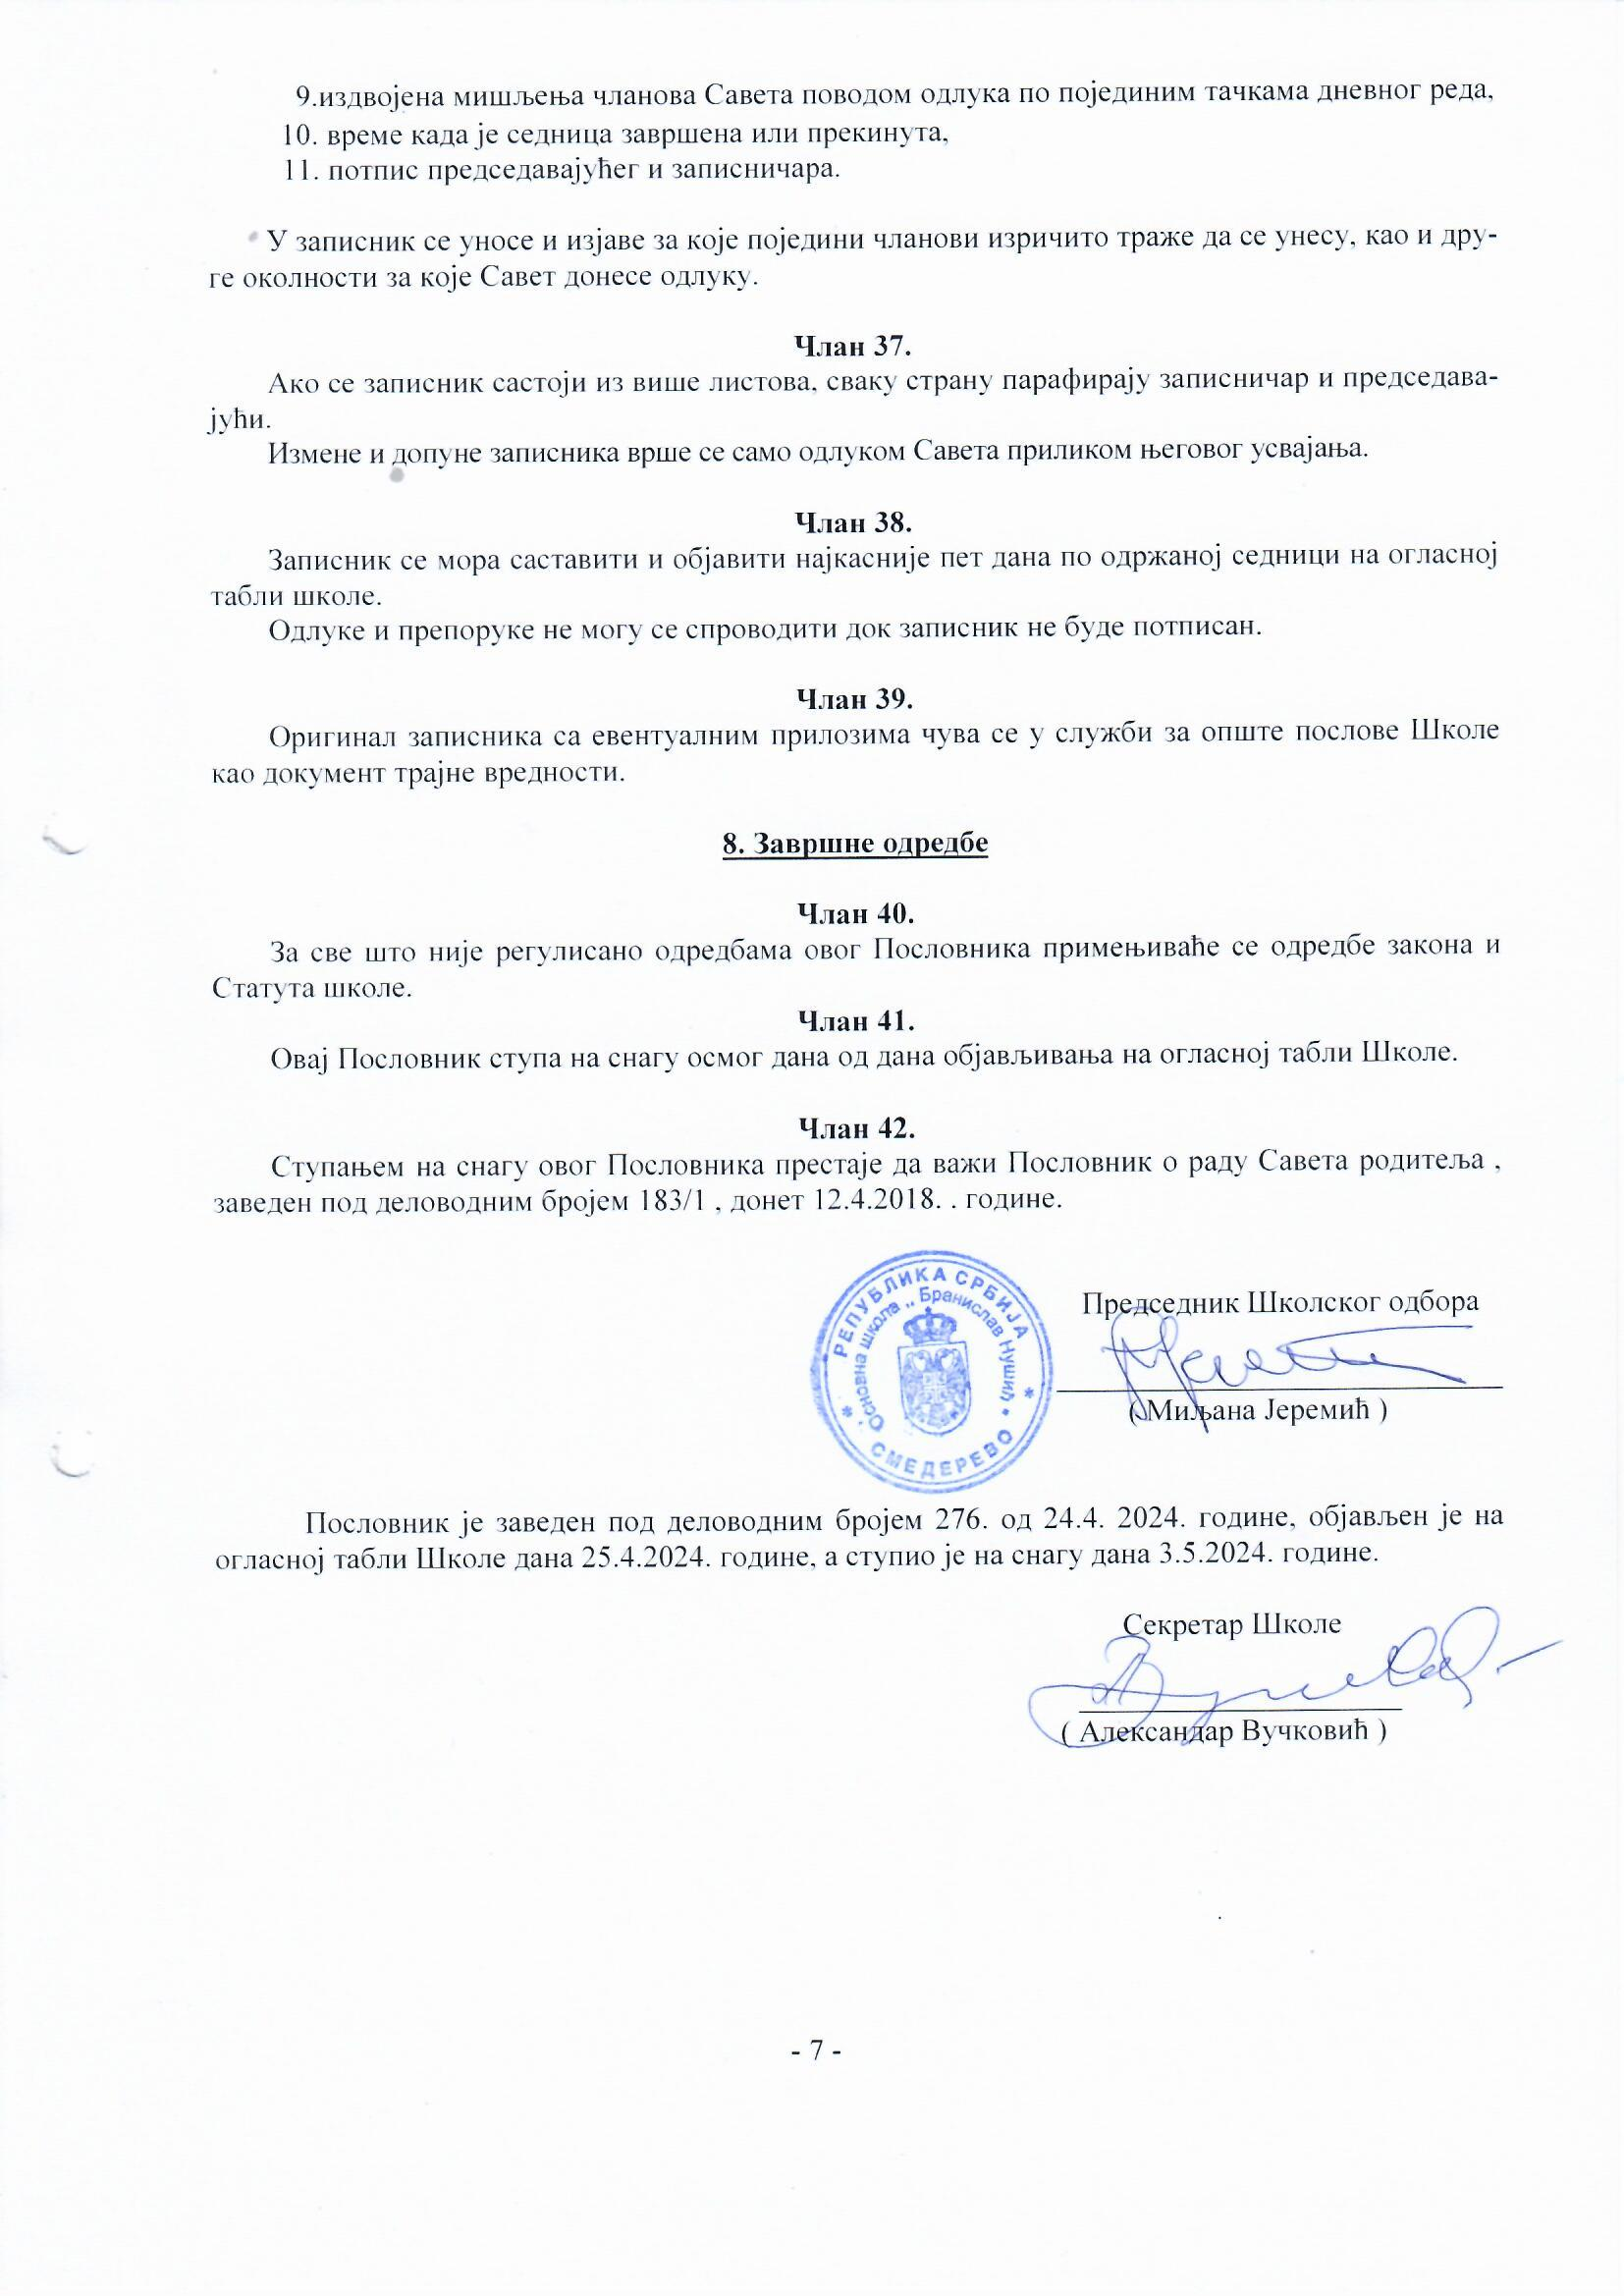 9.издвојена мишљења чланова Савета поводом одлука по појединим тачкама дневног реда,
10. време када је седница завршена или прекинута,
11. потпис председавајућег и записничара.
У записник се уносе и изјаве за које поједини чланови изричито траже да се унесу, као и дру-
ге околности за које Савет донесе одлуку.
Члан 37.
Ако се записник састоји из више листова, сваку страну парафирају записничар и председава-
јући.
Измене и допуне записника врше се само одлуком Савета приликом његовог усвајања.
Члан 38.
Записник се мора саставити и објавити најкасније пет дана по одржаној седници на огласној
табли школе.
Одлуке и препоруке не могу се спроводити док записник не буде потписан.
Члан 39.
Оригинал записника са евентуалним прилозима чува се у служби за опште послове Школе
као документ трајне вредности.
8. Завршне одредбе
Члан 40.
За све што није регулисано одредбама овог Пословника примењиваће се одредбе закона и
Статута школе.
Члан 41.
Овај Пословник ступа на снагу осмог дана од дана објављивања на огласној табли Школе.
Члан 42.
Ступањем на снагу овог Пословника престаје да важи Пословник о раду Савета родитеља ,
заведен под деловодним бројем 183/1 , донет 12.4.2018. . године.
РЕПУБЛИКА СРБИЈА
Основна школа „ Бранислав Нушић "
СМЕДЕРЕВО
Председник Школског одбора
( Миљана Јеремић )
Пословник је заведен под деловодним бројем 276. од 24.4. 2024. године, објављен је на
огласној табли Школе дана 25.4.2024. године, а ступио је на снагу дана 3.5.2024. године.
Секретар Школе
( Александар Вучковић )
- 7 -